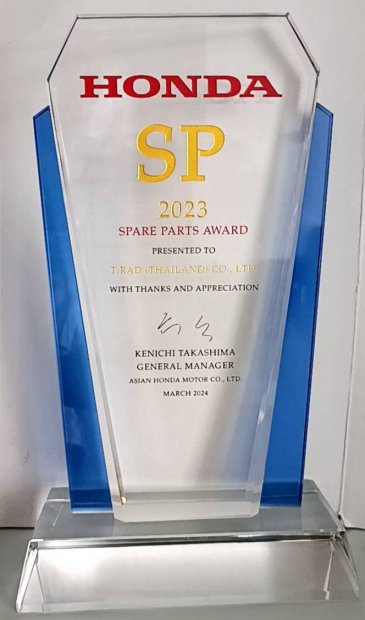 HONDA
SP
2023
SPARE PARTS AWARD
PRESENTED TO
T.RAD (THAILAND) CO., LTD.
WITH THANKS AND APPRECIATION
KENICHI TAKASHIMA
GENERAL MANAGER
ASIAN HONDA MOTOR CO., LTD.
MARCH 2024